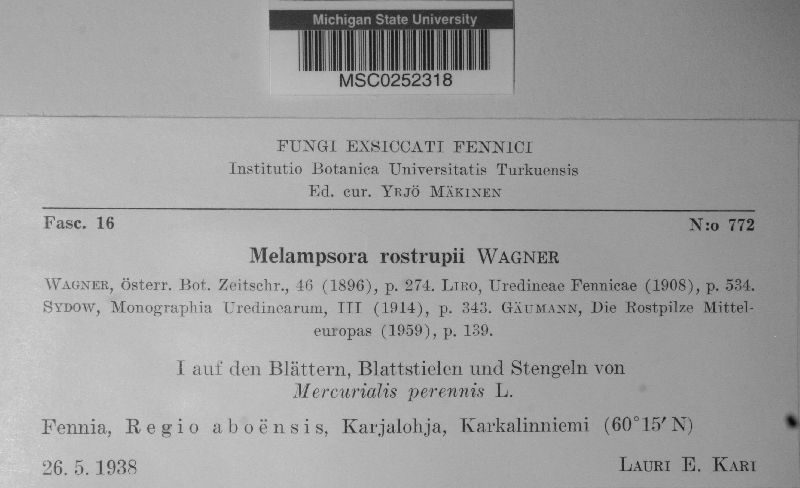 Michigan State University
MSC0252318
FUNGI EXSICCATI FENNICI
Institutio Botanica Universitatis Turkuensis
Ed. cur. YRJÖ MÄKINEN
Fasc. 16 N:o 772
Melampsora rostrupii WAGNER
WAGNER, österr. Bot. Zeitschr., 46 (1896), p. 274. LIRO, Uredineae Fennicae (1908), p. 534.
SYDOW, Monographia Uredinearum, III (1914), p. 343. GÄUMANN, Die Rostpilze Mittel-
europas (1959), p. 139.
I auf den Blättern, Blattstielen und Stengeln von
Mercurialis perennis L.
Fennia, Regio aboënsis, Karjalohja, Karkalinniemi (60°15′ N)
26. 5. 1938 LAURI E. KARI